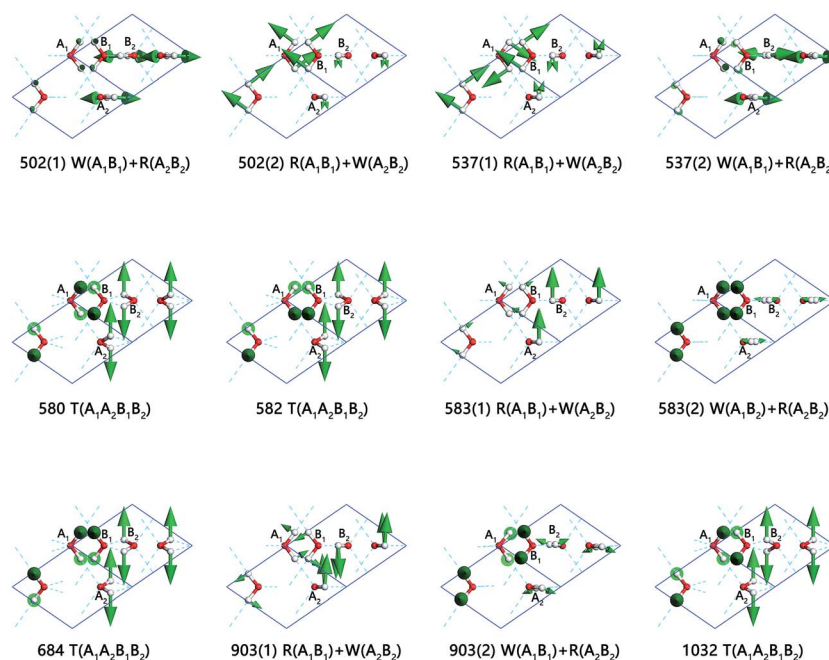 A₁ B₁ B₂
A₂
502(1) W(A₁B₁)+R(A₂B₂)
A₁ B₂
B₁
A₂
502(2) R(A₁B₁)+W(A₂B₂)
A₁ B₂
B₁
A₂
537(1) R(A₁B₁)+W(A₂B₂)
A₁ B₂
B₁
A₂
537(2) W(A₁B₁)+R(A₂B₂
A₁ B₁
B₂
A₂
580 T(A₁A₂B₁B₂)
A₁ B₁
B₂
A₂
582 T(A₁A₂B₁B₂)
A₁ B₁
B₂
A₂
583(1) R(A₁B₁)+W(A₂B₂)
A₁
B₁ B₂
A₂
583(2) W(A₁B₂)+R(A₂B₂)
A₁ B₁ B₂
A₂
684 T(A₁A₂B₁B₂)
A₁ B₁ B₂
A₂
903(1) R(A₁B₁)+W(A₂B₂)
A₁ B₂
B₁
A₂
903(2) W(A₁B₁)+R(A₂B₂)
A₁ B₁ B₂
A₂
1032 T(A₁A₂B₁B₂)